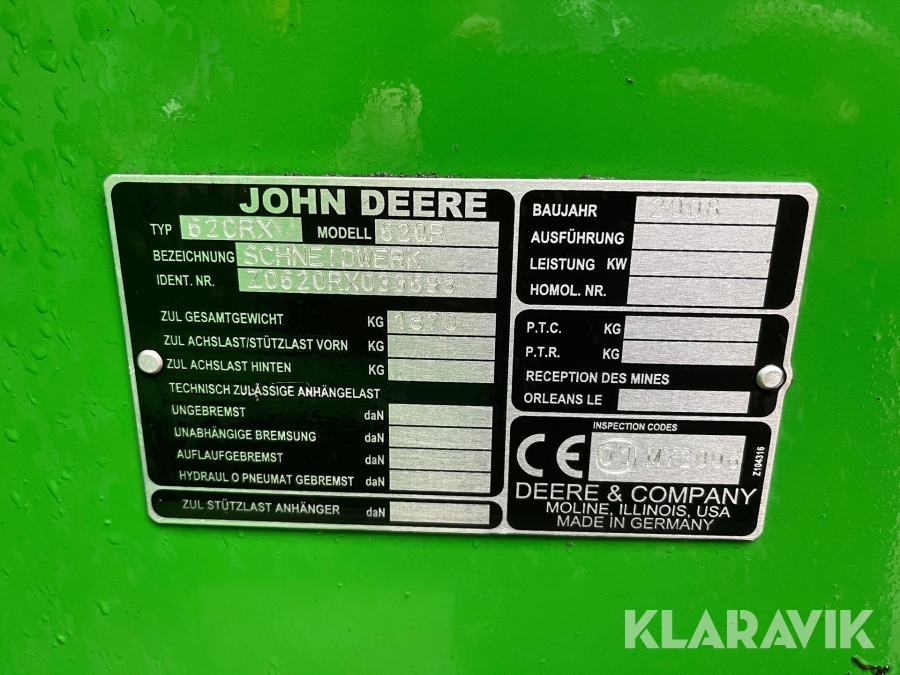 JOHN DEERE
TYP 620RX MODELL 620R
BEZEICHNUNG SCHNEIDWERK
IDENT. NR. Z0620RX033698
ZUL GESAMTGEWICHT KG 1870
ZUL ACHSLAST/STÜTZLAST VORN KG
ZUL ACHSLAST HINTEN KG
TECHNISCH ZULÄSSIGE ANHÄNGELAST
UNGEBREMST daN
UNABHÄNGIGE BREMSUNG daN
AUFLAUFGEBREMST daN
HYDRAUL O PNEUMAT GEBREMST daN
ZUL STÜTZLAST ANHÄNGER daN
BAUJAHR 2008
AUSFÜHRUNG
LEISTUNG KW
HOMOL. NR.
P.T.C. KG
P.T.R. KG
RECEPTION DES MINES
ORLEANS LE
INSPECTION CODES
CE
Z104316
DEERE & COMPANY
MOLINE, ILLINOIS, USA
MADE IN GERMANY
KLARAVIK